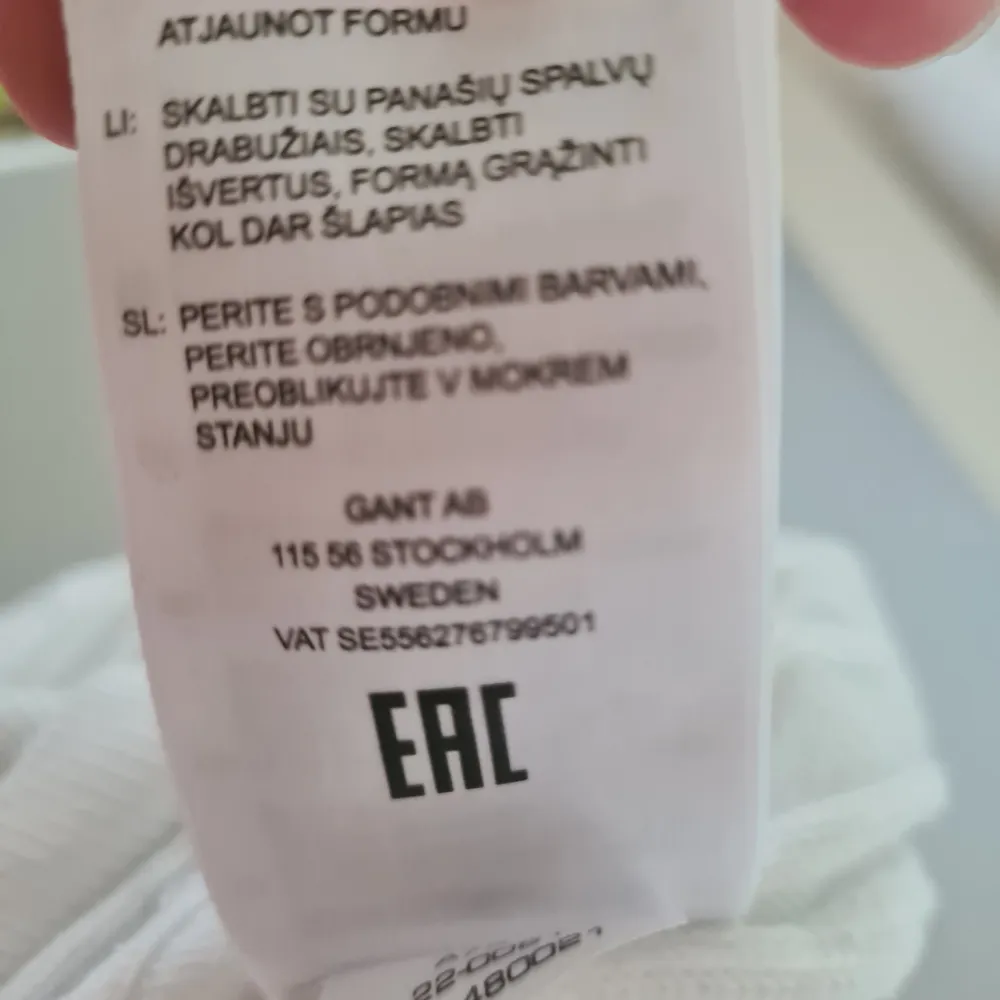 ATJAUNOT FORMU
LI: SKALBTI SU PANAŠIŲ SPALVŲ
DRABUŽIAIS, SKALBTI
IŠVERTUS, FORMĄ GRĄŽINTI
KOL DAR ŠLAPIAS
SL: PERITE S PODOBNIMI BARVAMI,
PERITE OBRNJENO,
PREOBLIKUJTE V MOKREM
STANJU
GANT AB
115 56 STOCKHOLM
SWEDEN
VAT SE556276799501
EAC